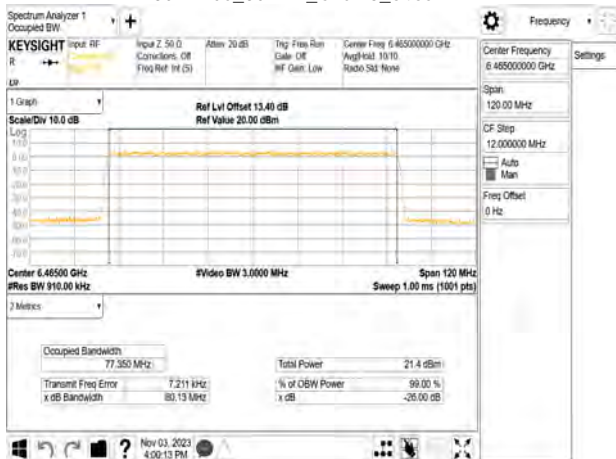 Spectrum Analyzer 1
Occupied BW
+
Frequency
KEYSIGHT
R
Input: RF
Input Z: 50 Ω
Corrections: Off
Freq Ref: Int (S)
Atten: 20 dB
Trig: Free Run
Gate: Off
#IF Gain: Low
Center Freq: 6.465000000 GHz
Avg|Hold: 10/10
Radio Std: None
Center Frequency
6.465000000 GHz
Settings
Span
120.00 MHz
CF Step
12.000000 MHz
Auto
Man
Freq Offset
0 Hz
1 Graph
Scale/Div 10.0 dB
Ref Lvl Offset 13.40 dB
Ref Value 20.00 dBm
Log
Center 6.46500 GHz
#Res BW 910.00 kHz
#Video BW 3.0000 MHz
Span 120 MHz
Sweep 1.00 ms (1001 pts)
2 Metrics
Occupied Bandwidth
77.350 MHz
Total Power
21.4 dBm
Transmit Freq Error
7.211 kHz
% of OBW Power
99.00 %
x dB Bandwidth
80.13 MHz
x dB
-26.00 dB
?
Nov 03, 2023
4:00:13 PM